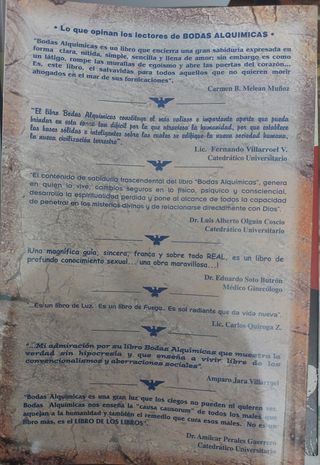 • Lo que opinan los lectores de BODAS ALQUIMICAS •
"Bodas Alquimicas es un libro que encierra una gran sabiduría expresada en
forma clara, nítida, simple, sencilla y llena de amor; sin embargo es como
un látigo, rompe las murallas de egoismo y abre las puertas del corazón...
Es, este libro, el salvavidas para todos aquellos que no quieren morir
ahogados en el mar de sus fornicaciones".
Carmen B. Melean Muñoz
"El libro Bodas Alquimicas constituye el más valioso e importante aporte que pueda
brindar en esta época tan difícil por la que atraviesa la humanidad, por que establece
las bases sólidas e inteligentes sobre las cuales se edifique la nueva sociedad humana,
la nueva civilización terrestre".
Lic. Fernando Villarroel V.
Catedrático Universitario
"El contenido de sabiduría trascendental del libro "Bodas Alquimicas", genera
en quien lo vive, cambios seguros en lo físico, psíquico y conciencial,
desarrolla la espiritualidad perdida y pone al alcance de todos la capacidad
de penetrar en los misterios divinos y de relacionarse directamente con Dios".
Dr. Luis Alberto Olguin Coscio
Catedrático Universitario
¡Una magnífica guía, sincera, franca y sobre todo REAL, es un libro de
profundo conocimiento sexual...una obra maravillosa...!
Dr. Eduardo Soto Butrón
Médico Ginecólogo
...Es un libro de Luz. Es un libro de Fuego. Es sol radiante que da vida nueva".
Lic. Carlos Quiroga Z.
"...Mi admiración por su libro Bodas Alquimicas que muestra la
verdad sin hipocresía y que enseña a vivir lara de los
convencionalismos y aborraciones sociales".
Amparo Jara Villarroel
"Bodas Alquimicas es una gran luz que los ciegos no pueden ni quieren ver.
Bodas Alquimicas nos enseña la "causa causorum" de todos los males que
aquejan a la humanidad y también el remedio que cura esos males. No es un
libro más, es el LIBRO DE LOS LIBROS".
Dr. Amilcar Perales Guerrero
Catedrático Universitario